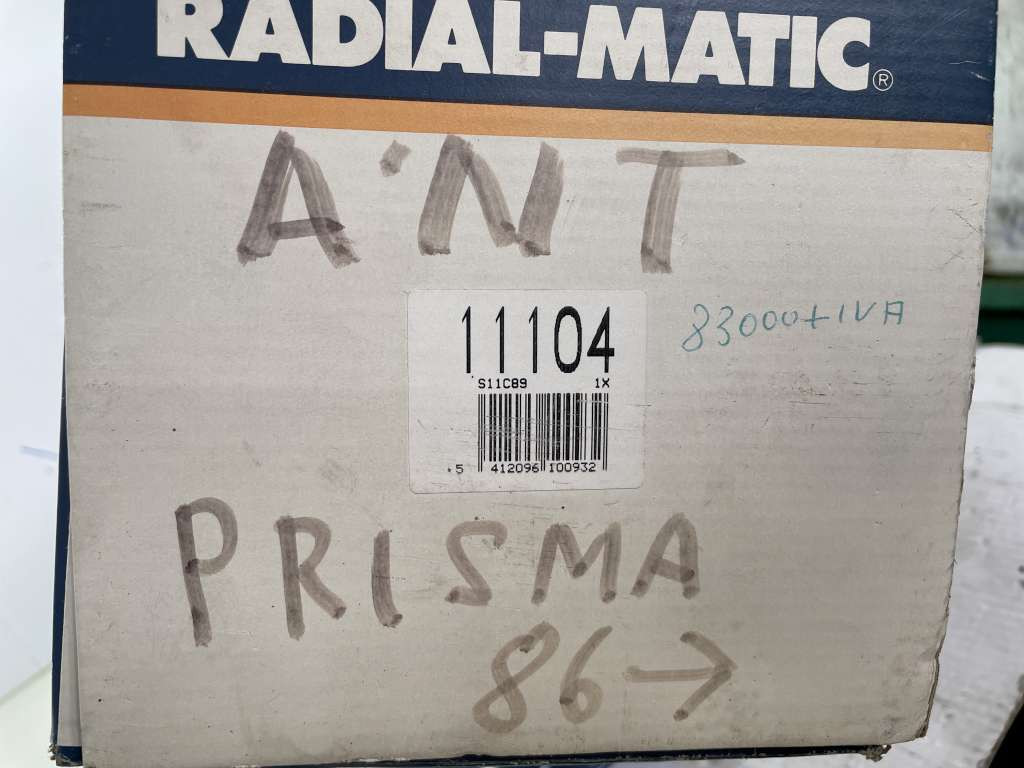 RADIAL-MATIC®
A'NT
11104
83000+IVA
S11C89 1X
5 412096 100932
PRISMA
86→